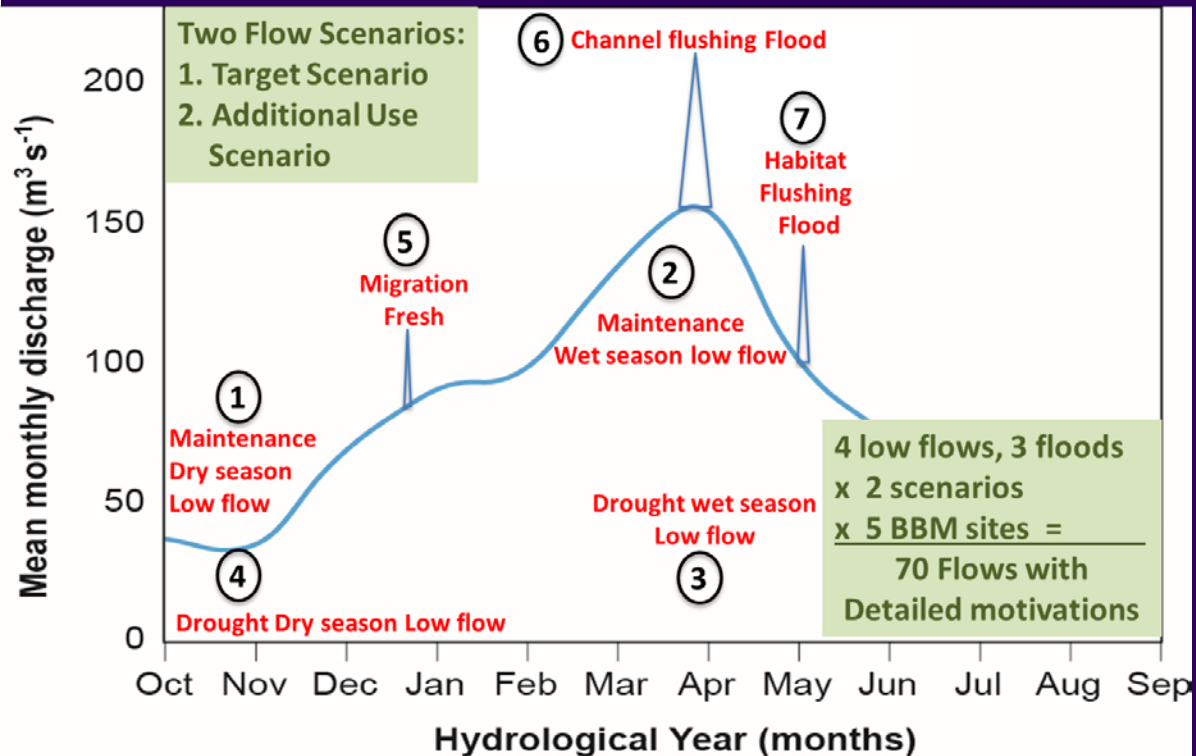 Two Flow Scenarios:
1. Target Scenario
2. Additional Use
Scenario
6 Channel flushing Flood
7
Habitat
Flushing
Flood
5
Migration
Fresh
2
Maintenance
Wet season low flow
1
Maintenance
Dry season
Low flow
4
Drought Dry season Low flow
Drought wet season
Low flow
3
4 low flows, 3 floods
x 2 scenarios
x 5 BBM sites =
70 Flows with
Detailed motivations
Mean monthly discharge (m³ s⁻¹)
200
150
100
50
0
Oct Nov Dec Jan Feb Mar Apr May Jun Jul Aug Sep
Hydrological Year (months)